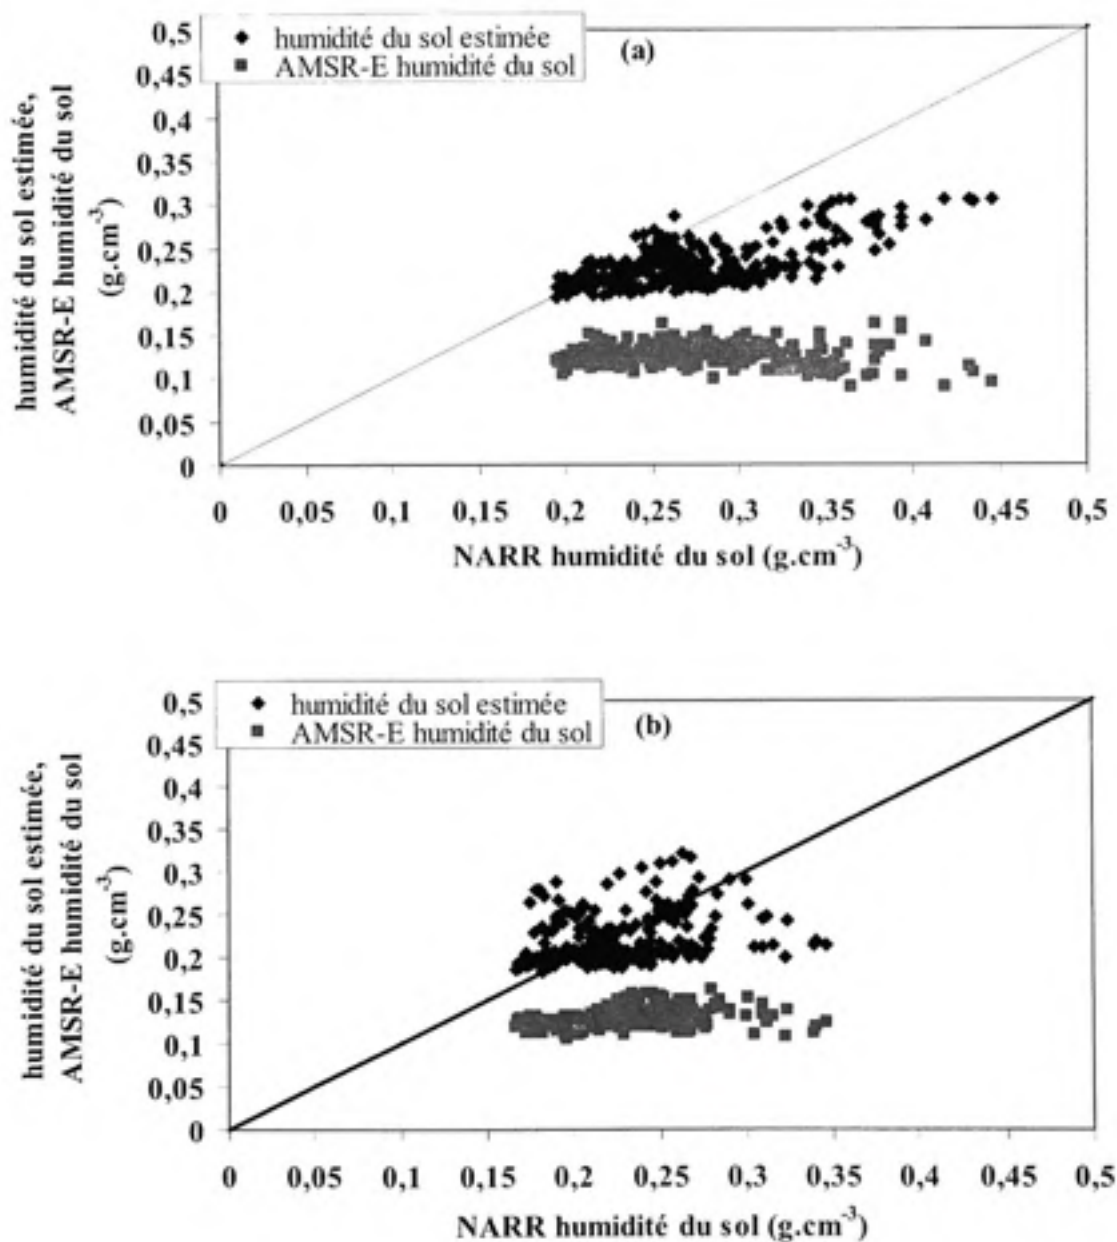 humidité du sol estimée
AMSR-E humidité du sol
(a)
humidité du sol estimée,
AMSR-E humidité du sol
(g.cm-3)
0,5
0,45
0,4
0,35
0,3
0,25
0,2
0,15
0,1
0,05
0
0 0,05 0,1 0,15 0,2 0,25 0,3 0,35 0,4 0,45 0,5
NARR humidité du sol (g.cm-3)
humidité du sol estimée
AMSR-E humidité du sol
(b)
humidité du sol estimée,
AMSR-E humidité du sol
(g.cm-3)
0,5
0,45
0,4
0,35
0,3
0,25
0,2
0,15
0,1
0,05
0
0 0,05 0,1 0,15 0,2 0,25 0,3 0,35 0,4 0,45 0,5
NARR humidité du sol (g.cm-3)